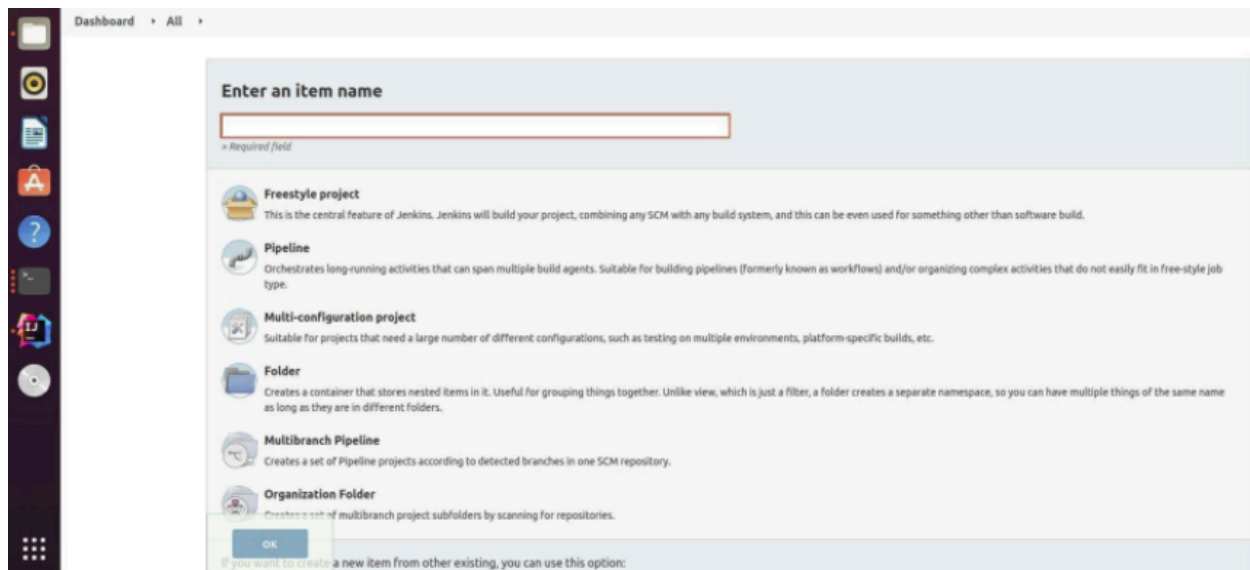 Dashboard All
Enter an item name
» Required field
Freestyle project
This is the central feature of Jenkins. Jenkins will build your project, combining any SCM with any build system, and this can be even used for something other than software build.
Pipeline
Orchestrates long-running activities that can span multiple build agents. Suitable for building pipelines (formerly known as workflows) and/or organizing complex activities that do not easily fit in free-style job
type.
Multi-configuration project
Suitable for projects that need a large number of different configurations, such as testing on multiple environments, platform-specific builds, etc.
Folder
Creates a container that stores nested items in it. Useful for grouping things together. Unlike view, which is just a filter, a folder creates a separate namespace, so you can have multiple things of the same name
as long as they are in different folders.
Multibranch Pipeline
Creates a set of Pipeline projects according to detected branches in one SCM repository.
Organization Folder
Creates a set of multibranch project subfolders by scanning for repositories.
OK
If you want to create a new item from other existing, you can use this option:
IJ